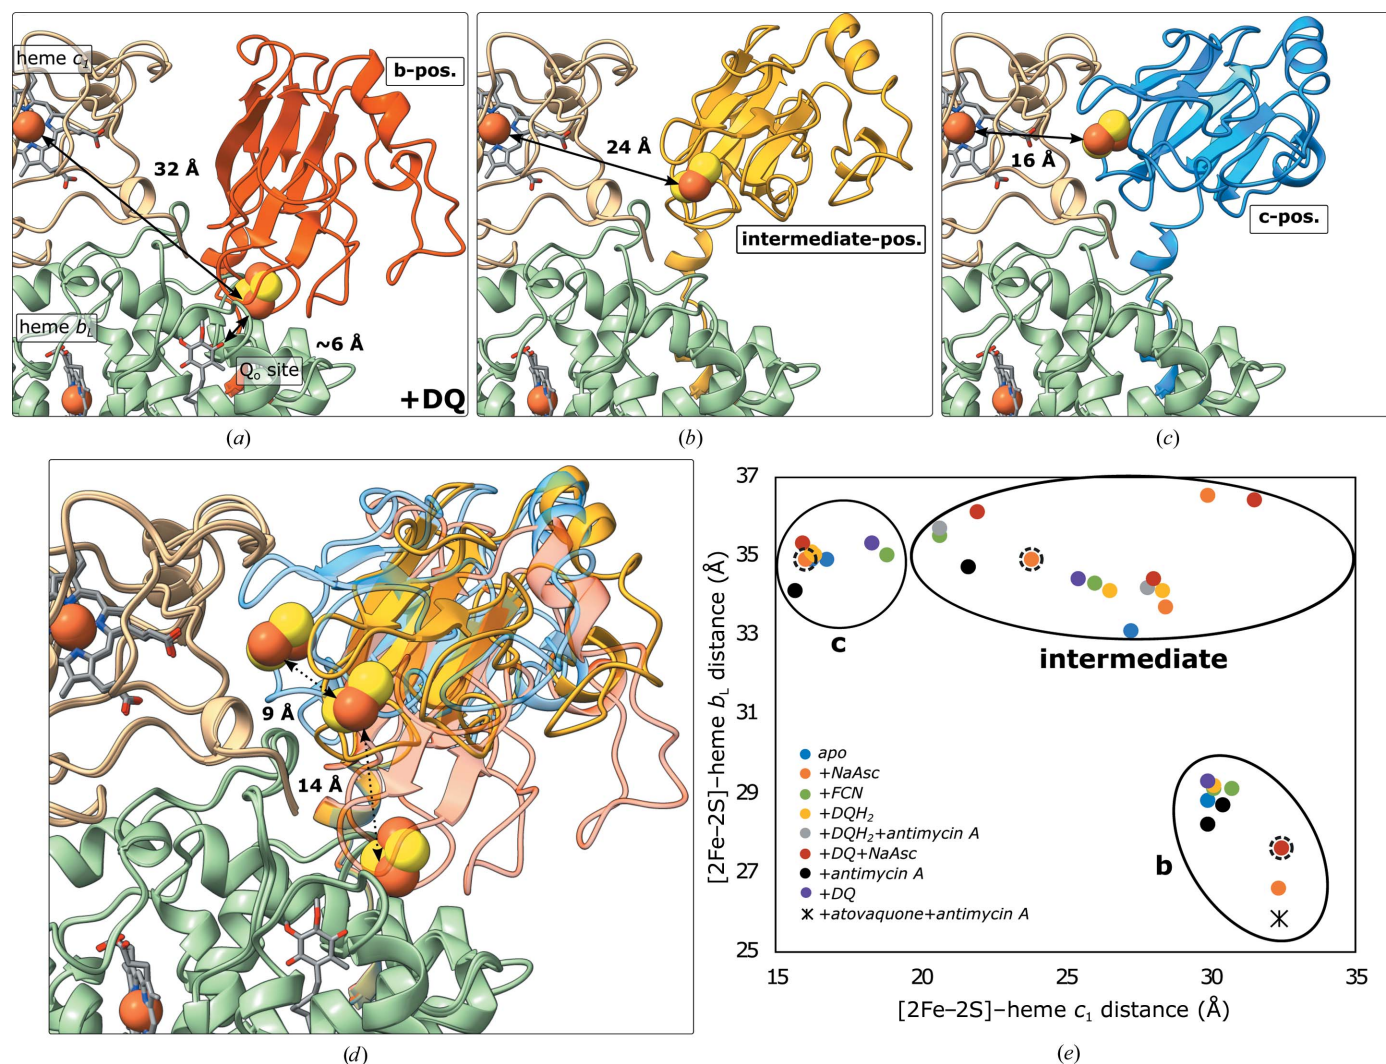 heme c1
b-pos.
32 Å
heme bL
~6 Å
Qo site
+DQ
(a)
24 Å
intermediate-pos.
(b)
16 Å
c-pos.
(c)
9 Å
14 Å
(d)
[2Fe–2S]–heme bL distance (Å)
37
35
33
31
29
27
25
c
intermediate
b
apo
+NaAsc
+FCN
+DQH2
+DQH2+antimycin A
+DQ+NaAsc
+antimycin A
+DQ
+atovaquone+antimycin A
15 20 25 30 35
[2Fe–2S]–heme c1 distance (Å)
(e)